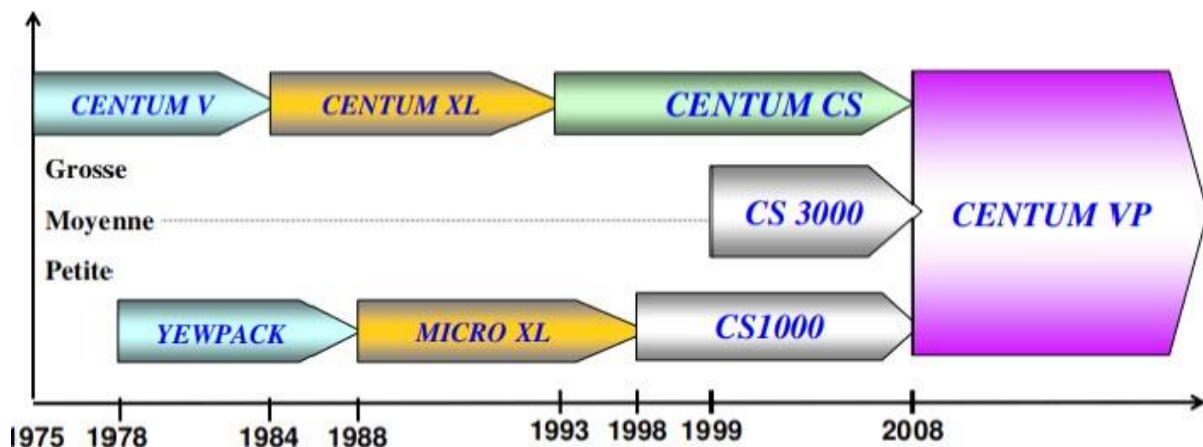 CENTUM V CENTUM XL CENTUM CS
Grosse
Moyenne CS 3000 CENTUM VP
Petite
YEWPACK MICRO XL CS1000
1975 1978 1984 1988 1993 1998 1999 2008